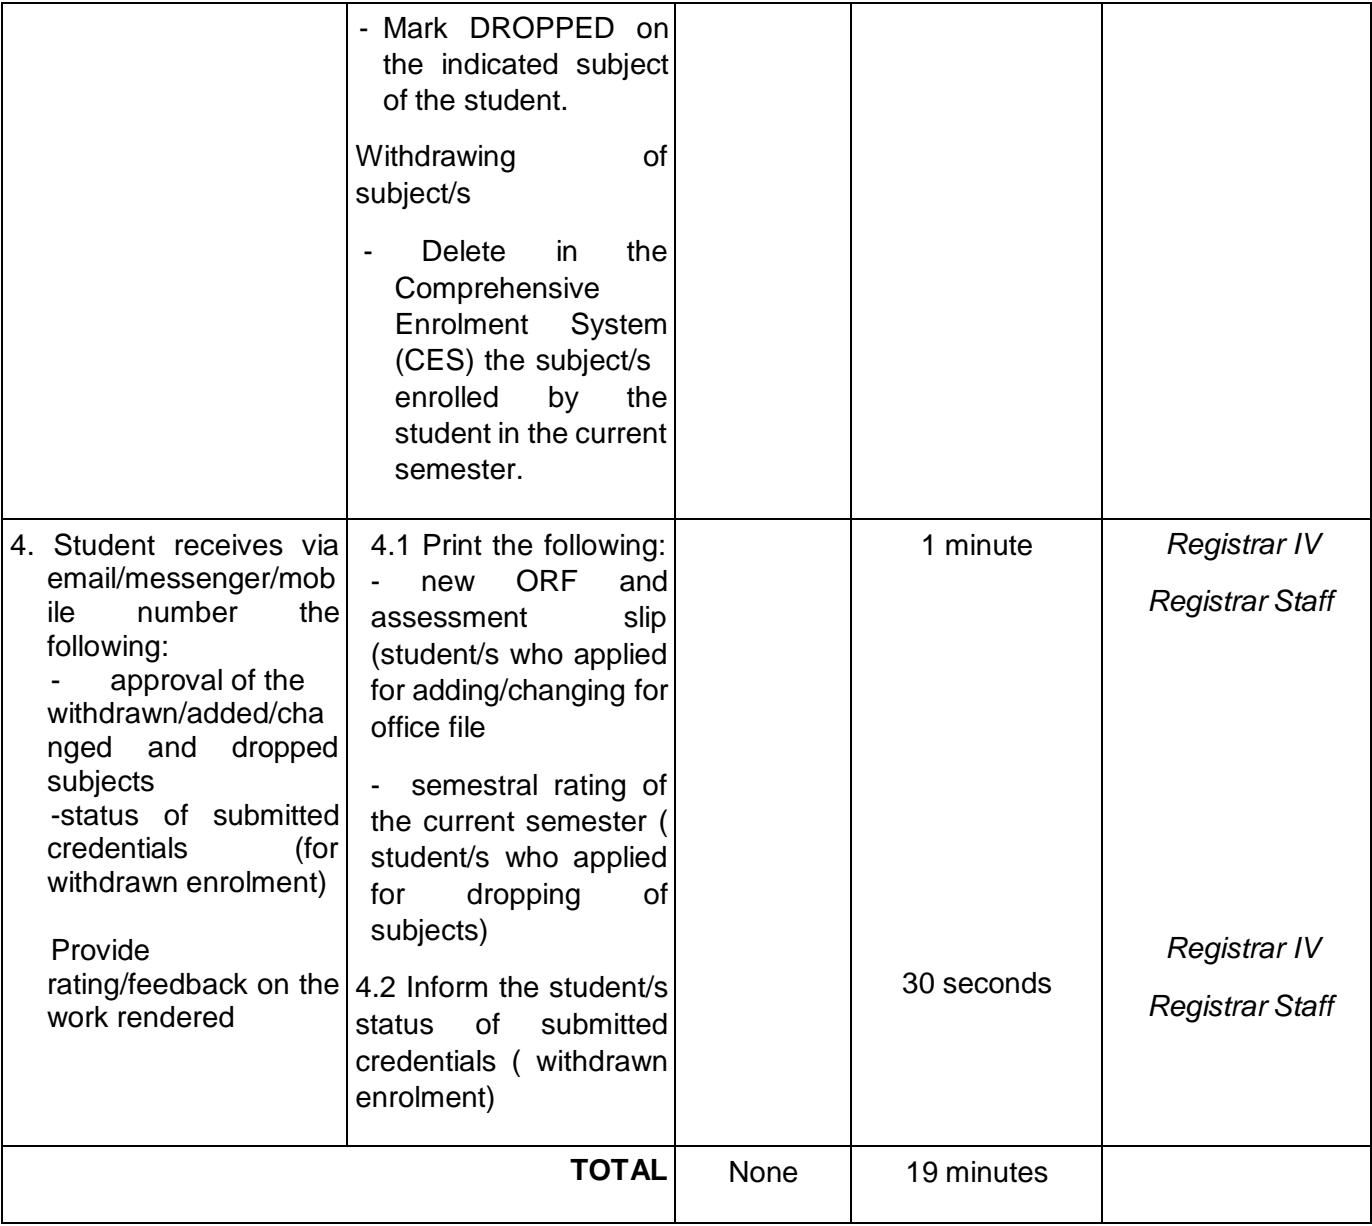 - Mark DROPPED on
the indicated subject
of the student.
Withdrawing of
subject/s
- Delete in the
Comprehensive
Enrolment System
(CES) the subject/s
enrolled by the
student in the current
semester.
4. Student receives via
email/messenger/mob
ile number the
following:
- approval of the
withdrawn/added/cha
nged and dropped
subjects
-status of submitted
credentials (for
withdrawn enrolment)
Provide
rating/feedback on the
work rendered
4.1 Print the following:
- new ORF and
assessment slip
(student/s who applied
for adding/changing for
office file
- semestral rating of
the current semester (
student/s who applied
for dropping of
subjects)
4.2 Inform the student/s
status of submitted
credentials ( withdrawn
enrolment)
1 minute
30 seconds
Registrar IV
Registrar Staff
Registrar IV
Registrar Staff
TOTAL
None
19 minutes